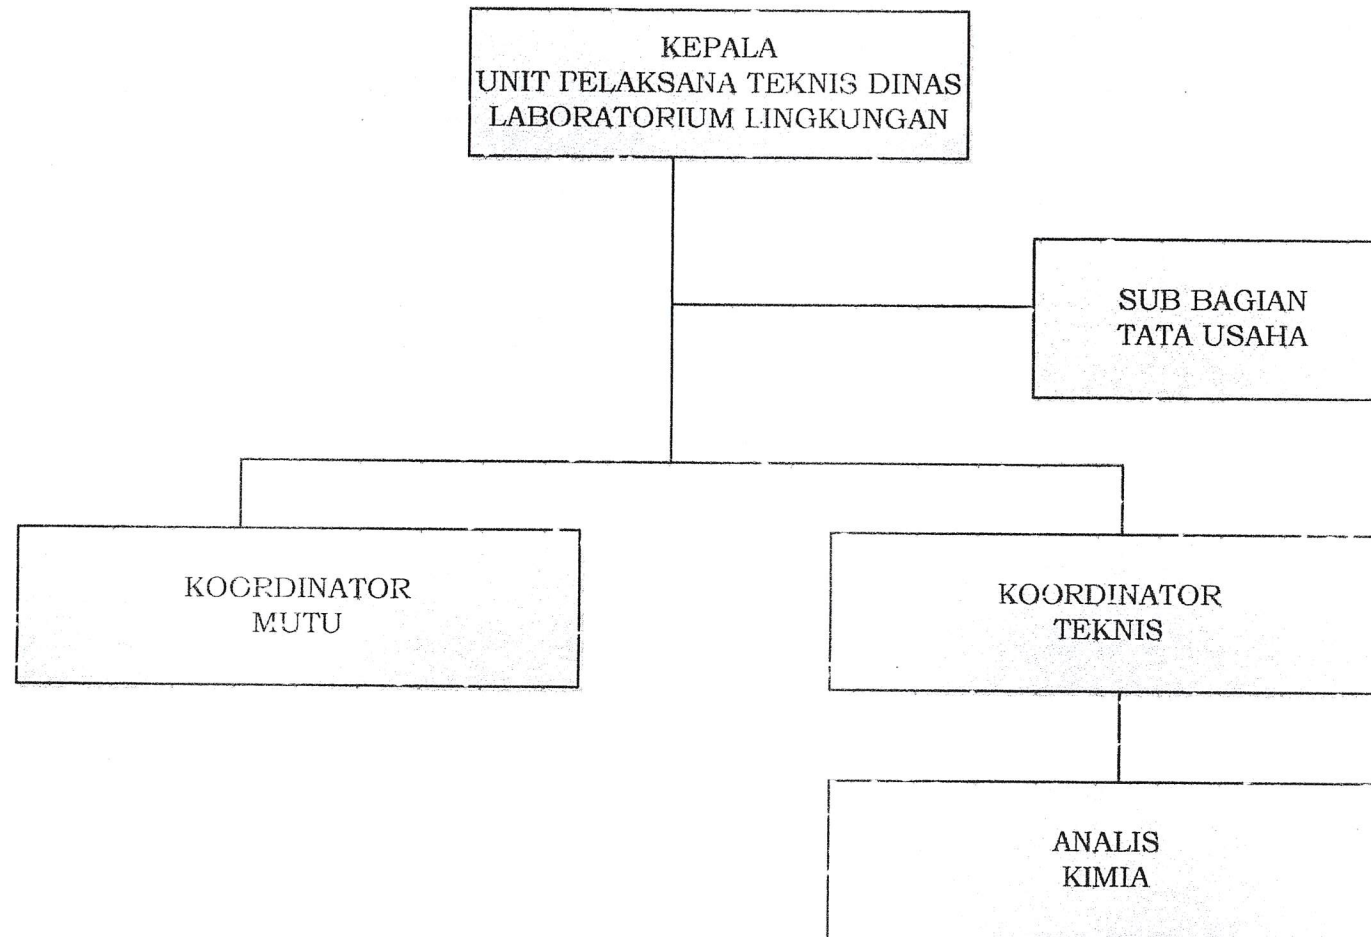 KEPALA
UNIT PELAKSANA TEKNIS DINAS
LABORATORIUM LINGKUNGAN
SUB BAGIAN
TATA USAHA
KOORDINATOR
MUTU
KOORDINATOR
TEKNIS
ANALIS
KIMIA